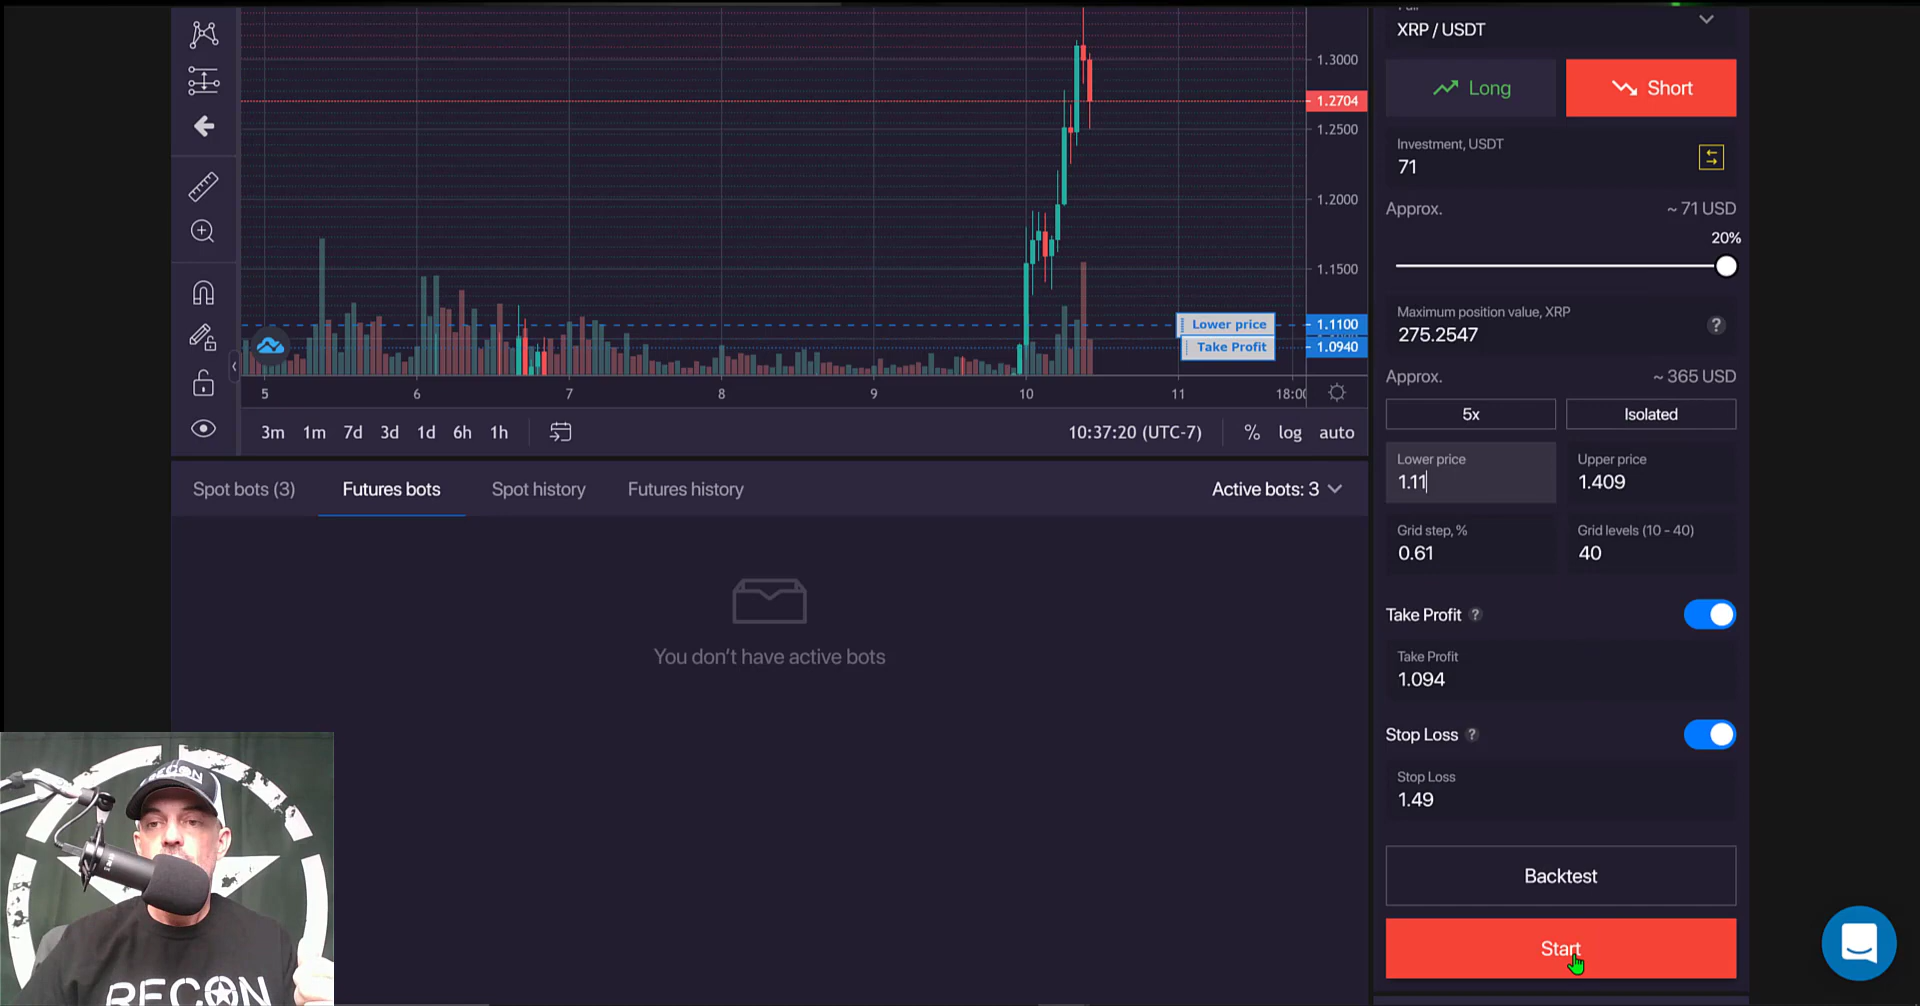 XRP / USDT
Long
Short
Investment, USDT
71
Approx.
~ 71 USD
20%
Maximum position value, XRP
275.2547
?
Approx.
~ 365 USD
5x
Isolated
Lower price
1.11
Upper price
1.409
Grid step, %
0.61
Grid levels (10 - 40)
40
Take Profit ?
Take Profit
1.094
Stop Loss ?
Stop Loss
1.49
Backtest
Start
1.3000
1.2704
1.2500
1.2000
1.1500
Lower price
1.1100
Take Profit
1.0940
5
6
7
8
9
10
11
18:00
3m
1m
7d
3d
1d
6h
1h
10:37:20 (UTC-7)
%
log
auto
Spot bots (3)
Futures bots
Spot history
Futures history
Active bots: 3
You don't have active bots
RECON
RECON